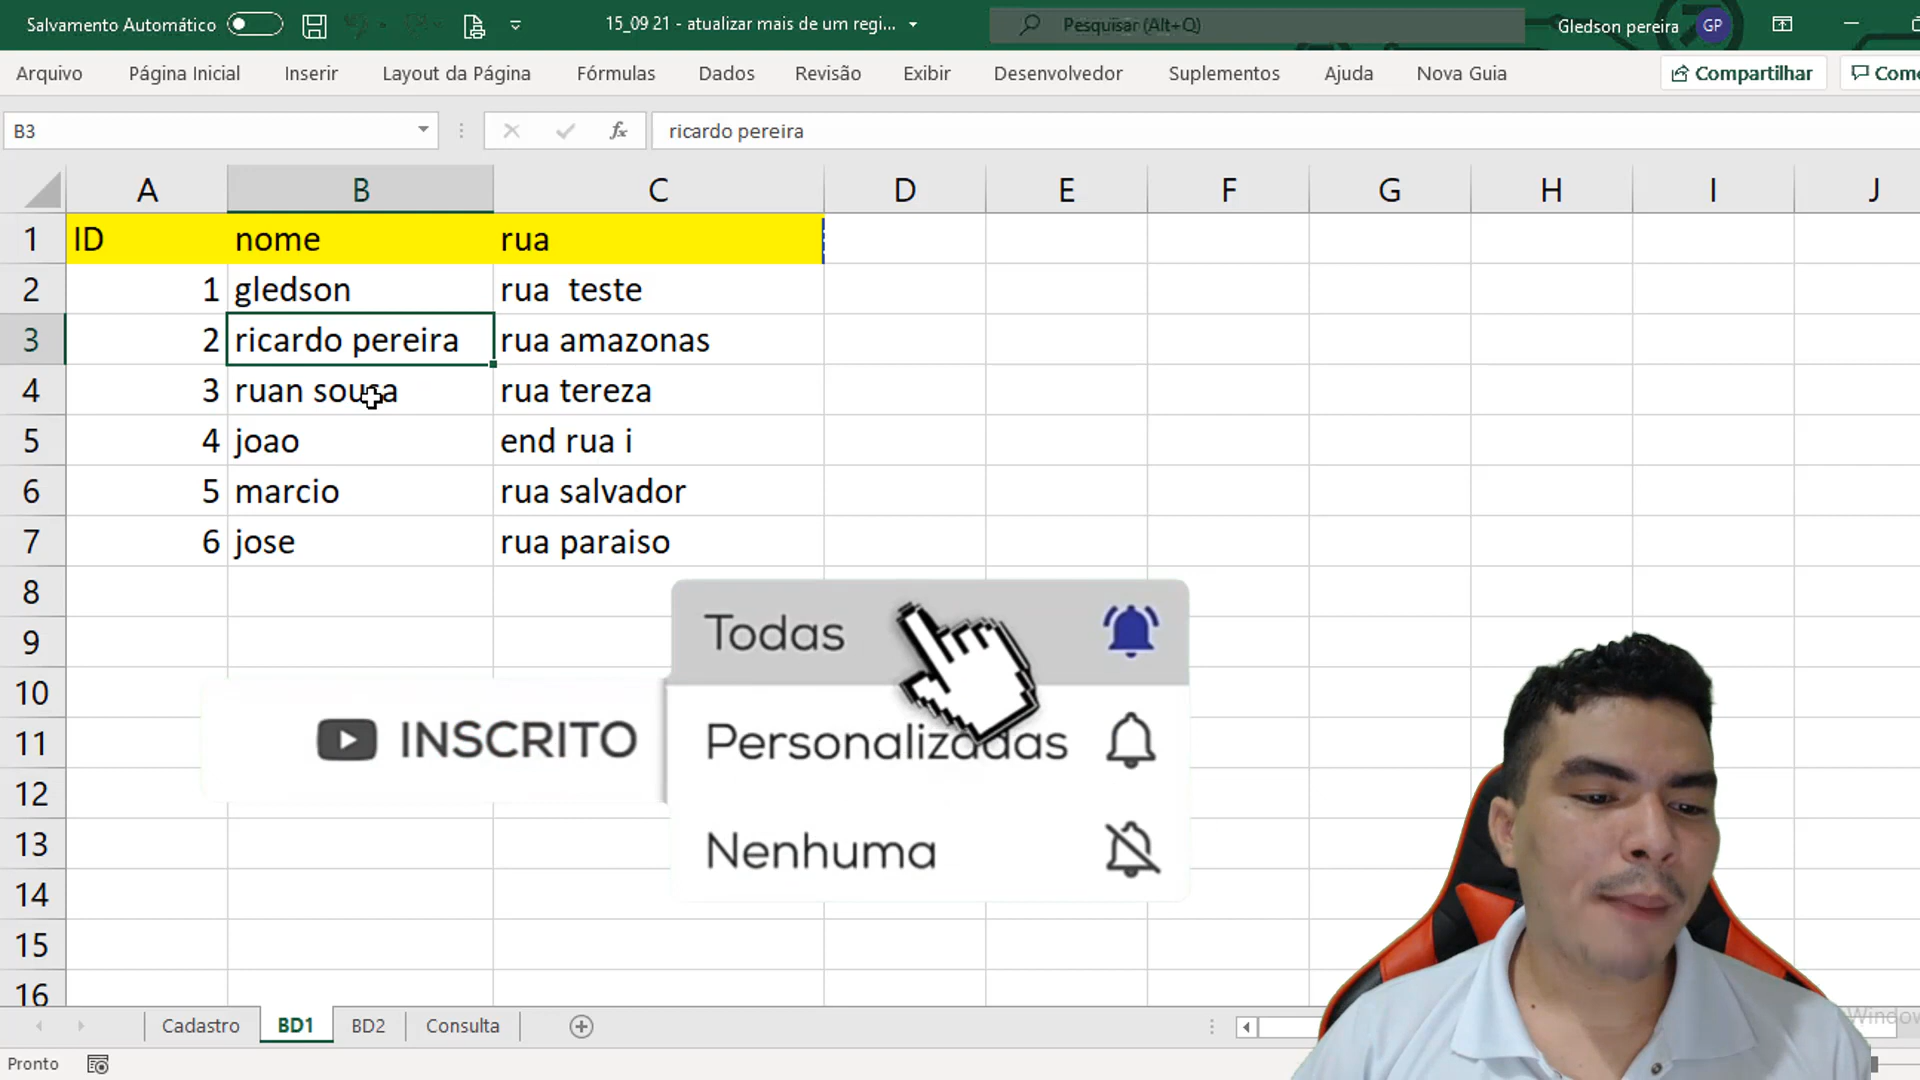 Salvamento Automático
15_09 21 - atualizar mais de um regi...
Pesquisar (Alt+Q)
Gledson pereira
GP
Arquivo Página Inicial Inserir Layout da Página Fórmulas Dados Revisão Exibir Desenvolvedor Suplementos Ajuda Nova Guia
Compartilhar
Come
B3
fx
ricardo pereira
A B C D E F G H I J
1 ID nome rua
2 1 gledson rua  teste
3 2 ricardo pereira rua amazonas
4 3 ruan sousa rua tereza
5 4 joao end rua i
6 5 marcio rua salvador
7 6 jose rua paraiso
8
9
10
11
12
13
14
15
16
Todas
INSCRITO
Personalizadas
Nenhuma
Cadastro BD1 BD2 Consulta
Window
Pronto